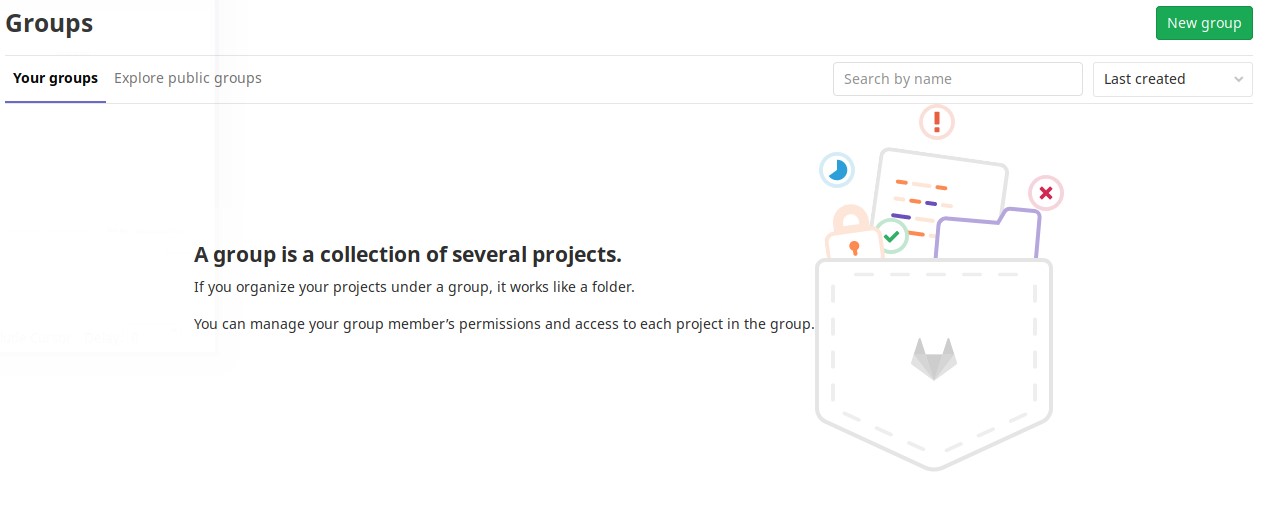 Groups
New group
Your groups
Explore public groups
Search by name
Last created
A group is a collection of several projects.
If you organize your projects under a group, it works like a folder.
You can manage your group member’s permissions and access to each project in the group.